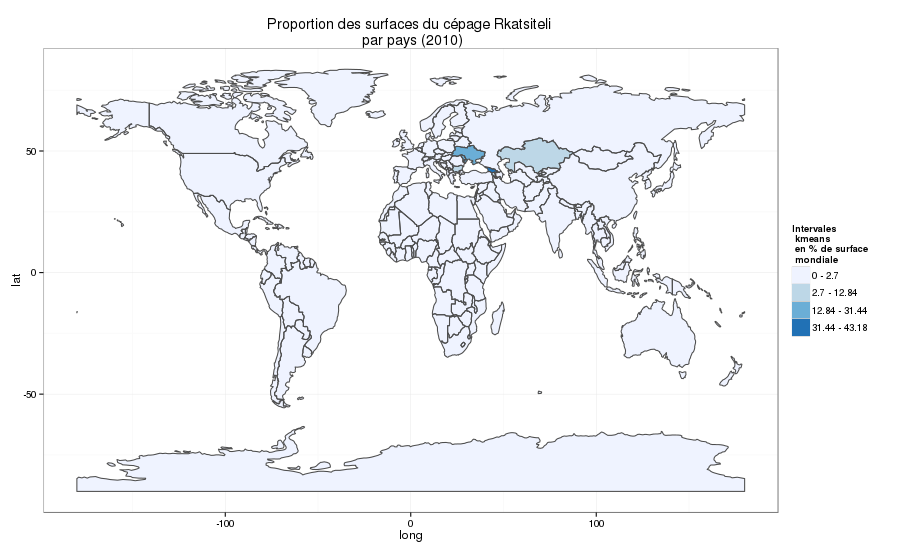 Proportion des surfaces du cépage Rkatsiteli
par pays (2010)
50
0
-50
lat
-100
0
100
long
Intervales
kmeans
en % de surface
mondiale
0 - 2.7
2.7 - 12.84
12.84 - 31.44
31.44 - 43.18